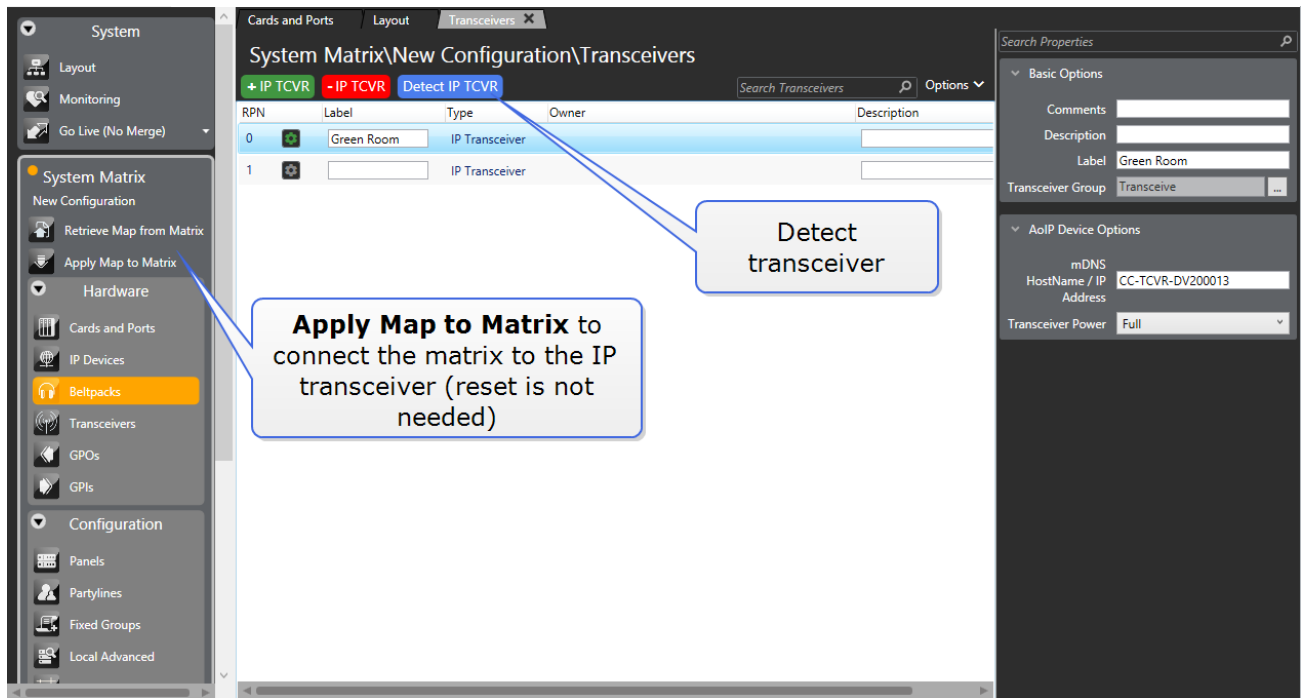 System
Layout
Monitoring
Go Live (No Merge)
System Matrix
New Configuration
Retrieve Map from Matrix
Apply Map to Matrix
Hardware
Cards and Ports
IP Devices
Beltpacks
Transceivers
GPOs
GPIs
Configuration
Panels
Partylines
Fixed Groups
Local Advanced
Cards and Ports Layout Transceivers
System Matrix\New Configuration\Transceivers
+ IP TCVR - IP TCVR Detect IP TCVR Search Transceivers Options
RPN Label Type Owner Description
0 Green Room IP Transceiver
1 IP Transceiver
Detect
transceiver
Apply Map to Matrix to
connect the matrix to the IP
transceiver (reset is not
needed)
Search Properties
Basic Options
Comments
Description
Label Green Room
Transceiver Group Transceive ...
AoIP Device Options
mDNS
HostName / IP CC-TCVR-DV200013
Address
Transceiver Power Full